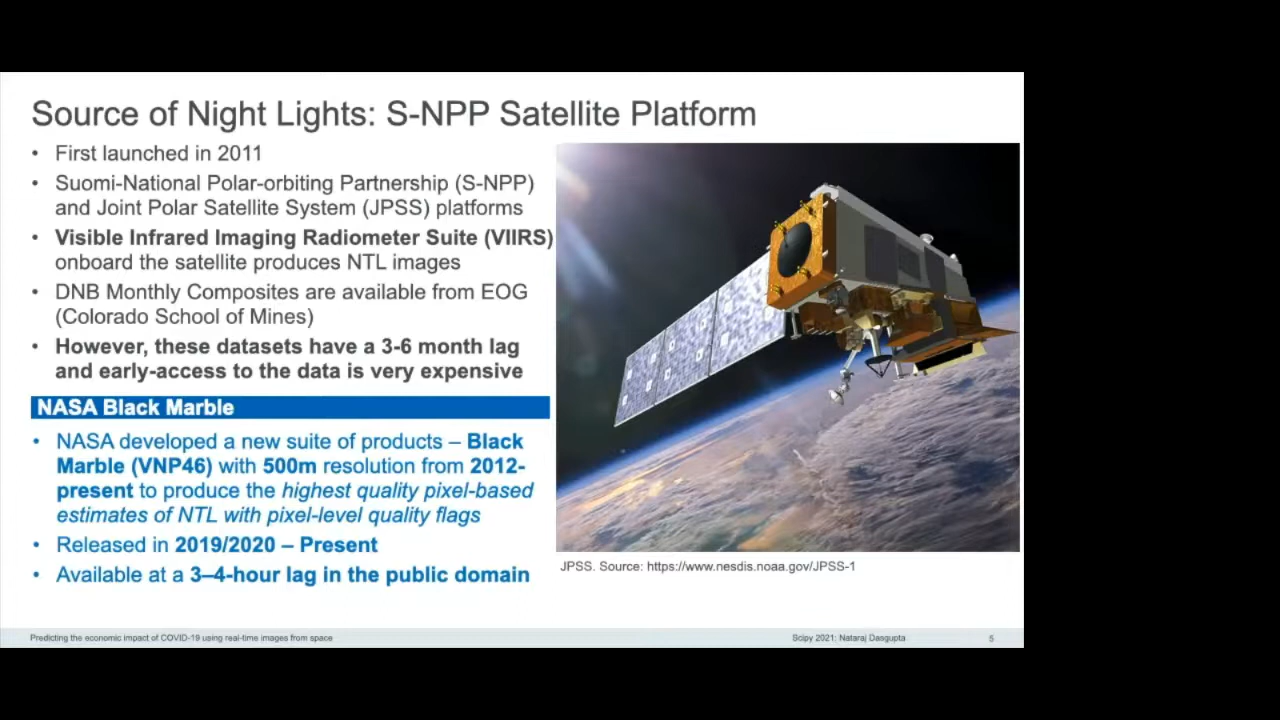 Source of Night Lights: S-NPP Satellite Platform
• First launched in 2011
• Suomi-National Polar-orbiting Partnership (S-NPP)
and Joint Polar Satellite System (JPSS) platforms
• Visible Infrared Imaging Radiometer Suite (VIIRS)
onboard the satellite produces NTL images
• DNB Monthly Composites are available from EOG
(Colorado School of Mines)
• However, these datasets have a 3-6 month lag
and early-access to the data is very expensive
NASA Black Marble
• NASA developed a new suite of products – Black
Marble (VNP46) with 500m resolution from 2012-
present to produce the highest quality pixel-based
estimates of NTL with pixel-level quality flags
• Released in 2019/2020 – Present
• Available at a 3–4-hour lag in the public domain
JPSS. Source: https://www.nesdis.noaa.gov/JPSS-1
Predicting the economic impact of COVID-19 using real-time images from space
Scipy 2021: Nataraj Dasgupta
5